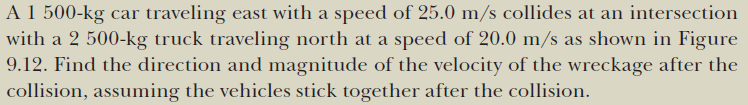 A 1 500-kg car traveling east with a speed of 25.0 m/s collides at an intersection
with a 2 500-kg truck traveling north at a speed of 20.0 m/s as shown in Figure
9.12. Find the direction and magnitude of the velocity of the wreckage after the
collision, assuming the vehicles stick together after the collision.